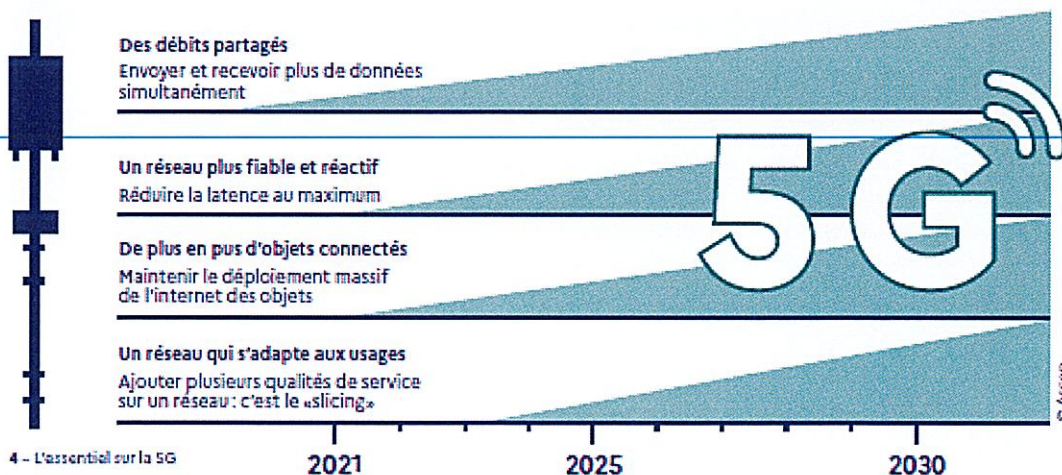 Des débits partagés
Envoyer et recevoir plus de données
simultanément
Un réseau plus fiable et réactif
Réduire la latence au maximum
De plus en pus d'objets connectés
Maintenir le déploiement massif
de l'internet des objets
Un réseau qui s'adapte aux usages
Ajouter plusieurs qualités de service
sur un réseau : c'est le «slicing»
5G
4 – L'essentiel sur la 5G
2021
2025
2030